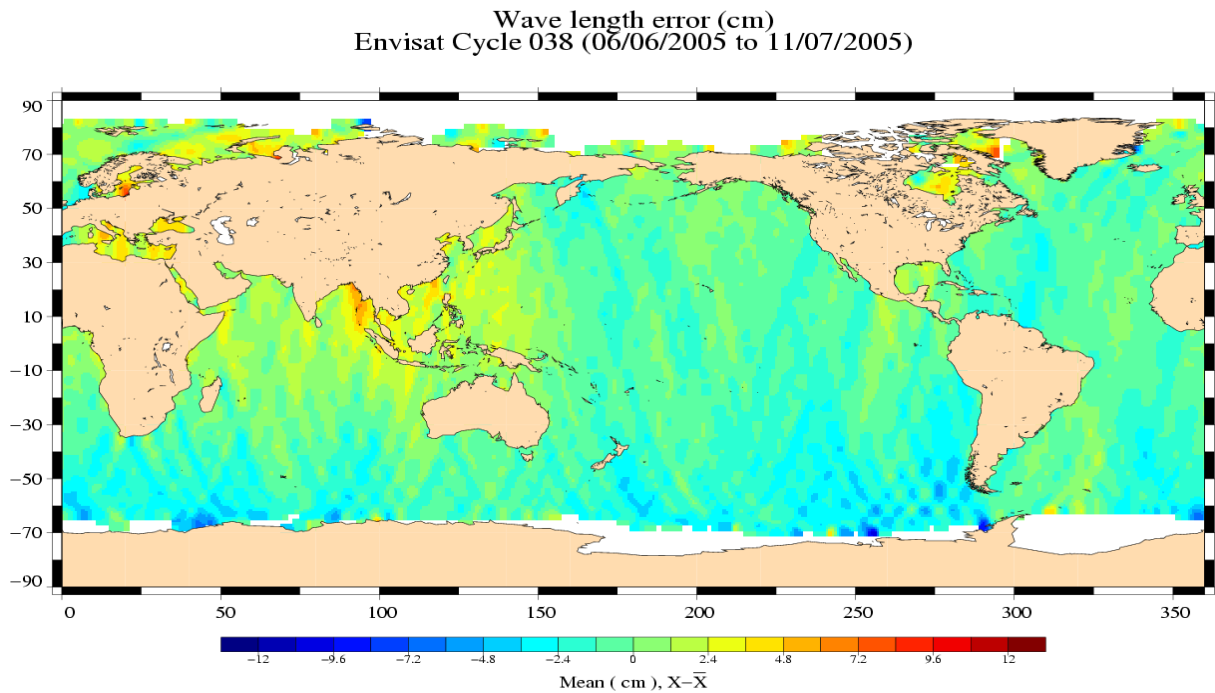 Wave length error (cm)
Envisat Cycle 038 (06/06/2005 to 11/07/2005)
90
70
50
30
10
−10
−30
−50
−70
−90
0 50 100 150 200 250 300 350
−12 −9.6 −7.2 −4.8 −2.4 0 2.4 4.8 7.2 9.6 12
Mean ( cm ), X−X̅